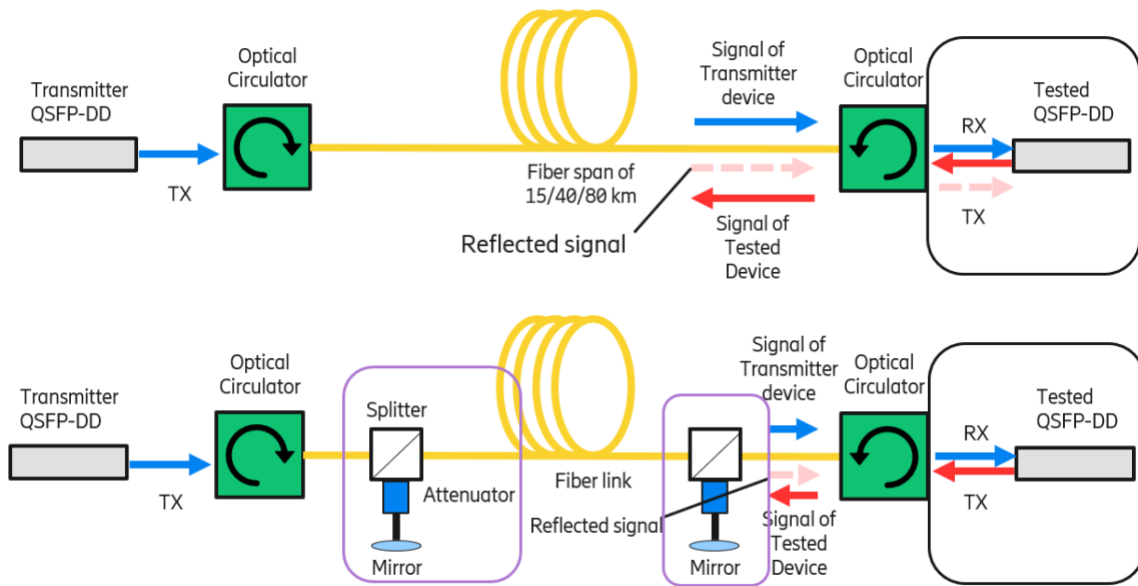 Transmitter
QSFP-DD
TX
Optical
Circulator
Fiber span of
15/40/80 km
Reflected signal
Signal of
Transmitter
device
Signal of
Tested
Device
Optical
Circulator
RX
TX
Tested
QSFP-DD
Transmitter
QSFP-DD
TX
Optical
Circulator
Splitter
Attenuator
Mirror
Fiber link
Reflected signal
Mirror
Signal of
Transmitter
device
Signal of
Tested
Device
Optical
Circulator
RX
TX
Tested
QSFP-DD